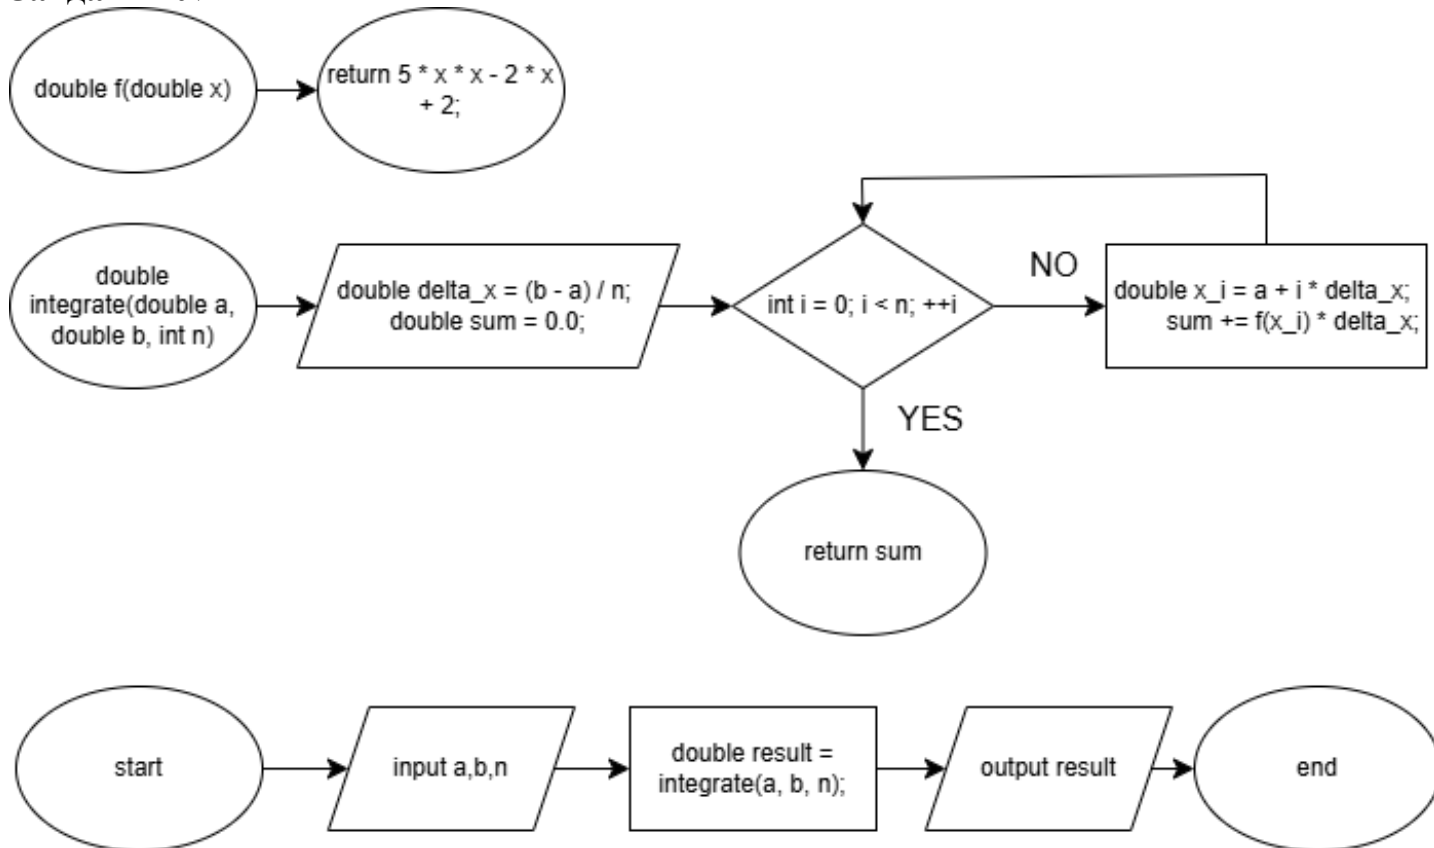 double f(double x)
return 5 * x * x - 2 * x
+ 2;
double
integrate(double a,
double b, int n)
double delta_x = (b - a) / n;
double sum = 0.0;
int i = 0; i < n; ++i
NO
double x_i = a + i * delta_x;
sum += f(x_i) * delta_x;
YES
return sum
start
input a,b,n
double result =
integrate(a, b, n);
output result
end